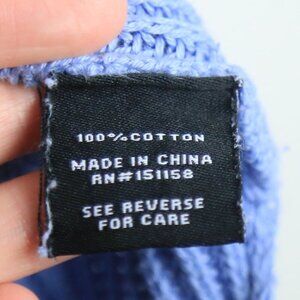 100% COTTON
MADE IN CHINA
RN#151158
SEE REVERSE
FOR CARE